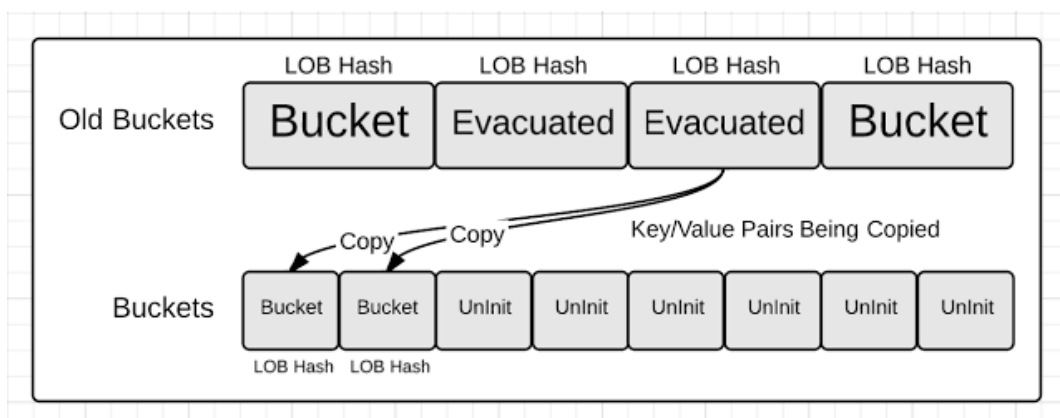 LOB Hash LOB Hash LOB Hash LOB Hash
Old Buckets Bucket Evacuated Evacuated Bucket
Copy Copy Key/Value Pairs Being Copied
Buckets Bucket Bucket UnInit UnInit UnInit UnInit UnInit UnInit
LOB Hash LOB Hash